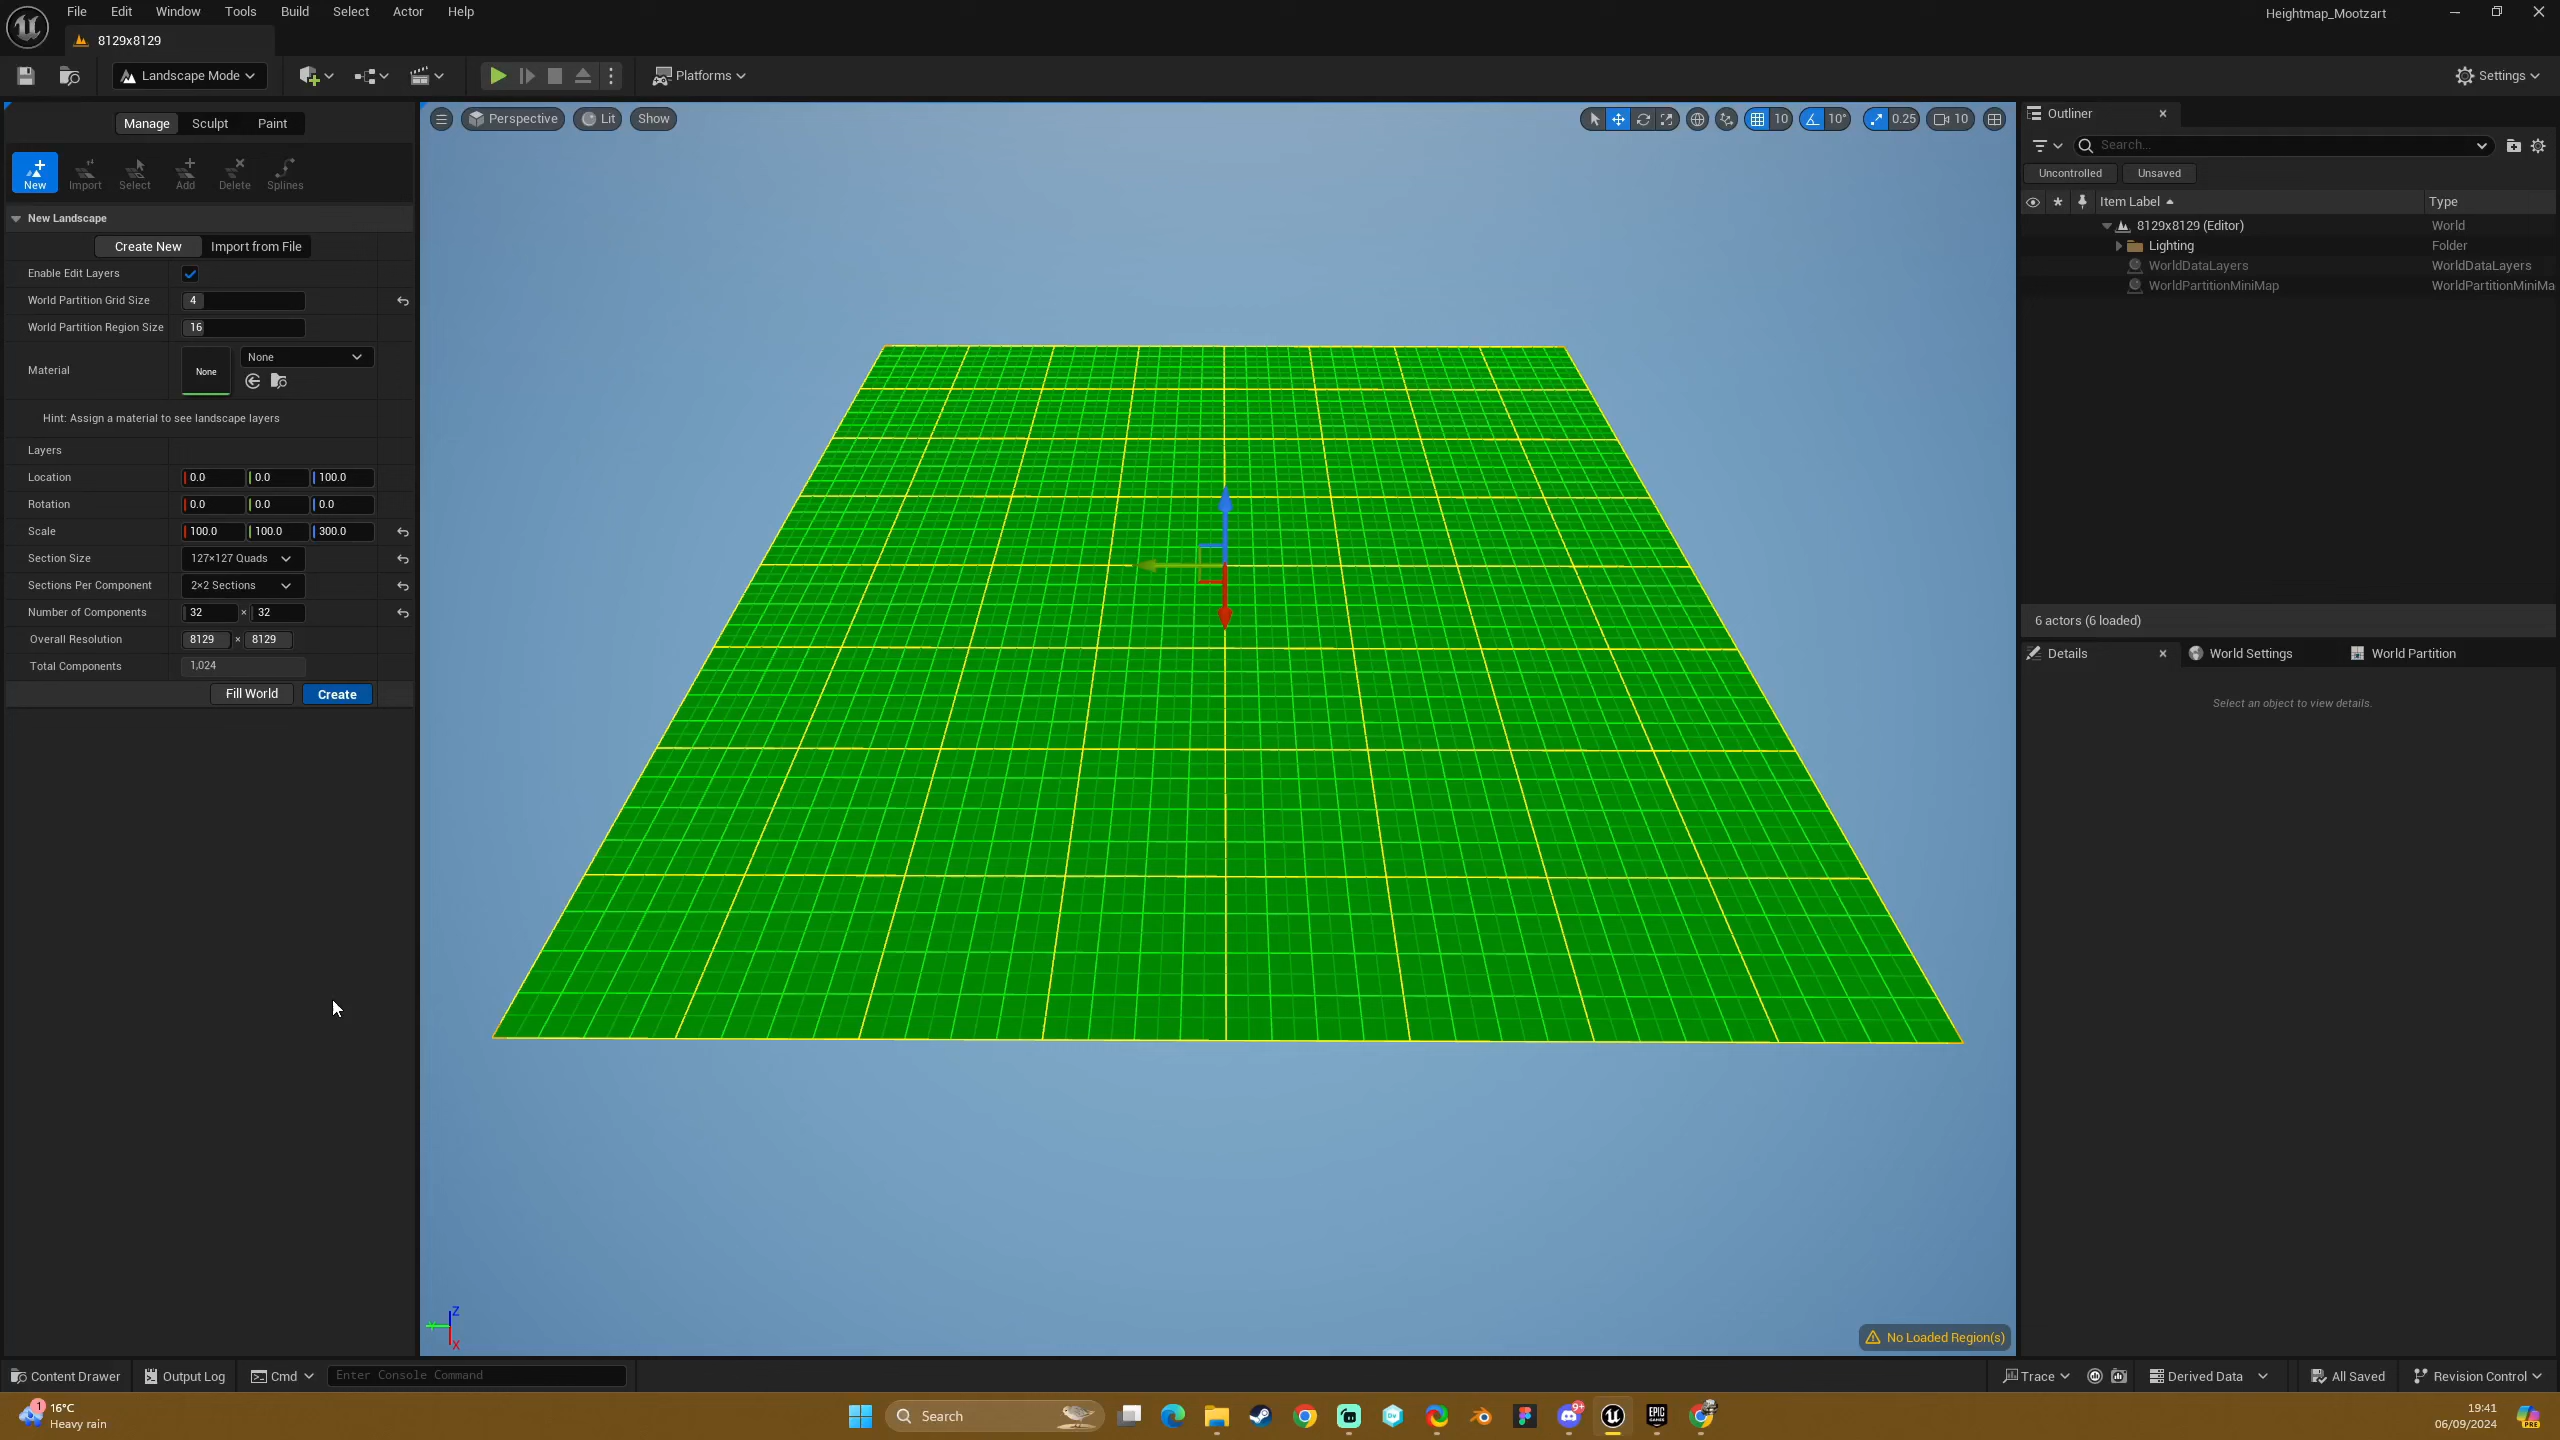 File Edit Window Tools Build Select Actor Help
Heightmap_Mootzart
8129x8129
Landscape Mode
Platforms
Settings
Manage Sculpt Paint
New Import Select Add Delete Splines
New Landscape
Create New Import from File
Enable Edit Layers
World Partition Grid Size 4
World Partition Region Size 16
Material None None
Hint: Assign a material to see landscape layers
Layers
Location 0.0 0.0 100.0
Rotation 0.0 0.0 0.0
Scale 100.0 100.0 300.0
Section Size 127×127 Quads
Sections Per Component 2×2 Sections
Number of Components 32 × 32
Overall Resolution 8129 × 8129
Total Components 1,024
Fill World Create
Perspective Lit Show
10 10° 0.25 10
Z
Y
X
No Loaded Region(s)
Outliner
Search...
Uncontrolled Unsaved
Item Label Type
8129x8129 (Editor) World
Lighting Folder
WorldDataLayers WorldDataLayers
WorldPartitionMiniMap WorldPartitionMiniMa
6 actors (6 loaded)
Details World Settings World Partition
Select an object to view details.
Content Drawer Output Log Cmd Enter Console Command
Trace Derived Data All Saved Revision Control
1
16°C
Heavy rain
Search
9+
EPIC GAMES
19:41
06/09/2024
PRE